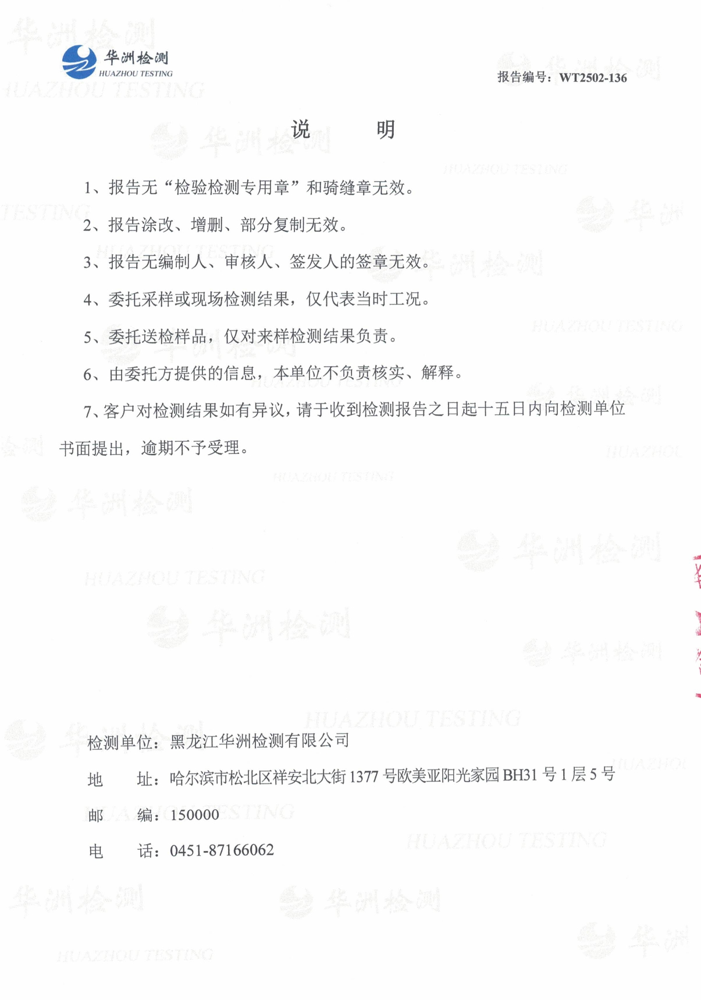 华洲检测
HUAZHOU TESTING
报告编号：WT2502-136
说 明
1、报告无“检验检测专用章”和骑缝章无效。
2、报告涂改、增删、部分复制无效。
3、报告无编制人、审核人、签发人的签章无效。
4、委托采样或现场检测结果，仅代表当时工况。
5、委托送检样品，仅对来样检测结果负责。
6、由委托方提供的信息，本单位不负责核实、解释。
7、客户对检测结果如有异议，请于收到检测报告之日起十五日内向检测单位
书面提出，逾期不予受理。
检测单位：黑龙江华洲检测有限公司
地 址：哈尔滨市松北区祥安北大街1377号欧美亚阳光家园BH31号1层5号
邮 编：150000
电 话：0451-87166062